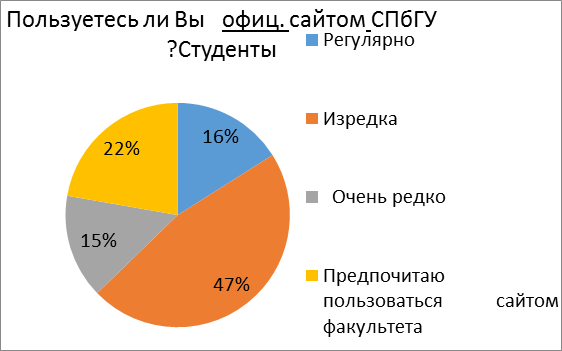 Пользуетесь ли Вы офиц. сайтом СПбГУ
?Студенты
Регулярно
Изредка
Очень редко
Предпочитаю
пользоваться сайтом
факультета
16%
47%
15%
22%